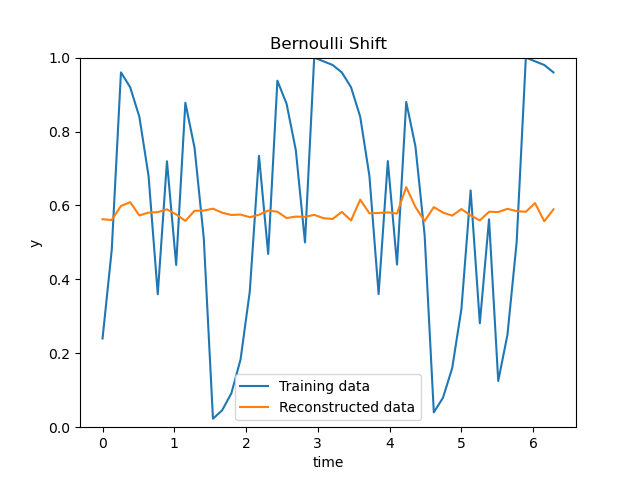 Bernoulli Shift
1.0
0.8
0.6
0.4
0.2
0.0
y
Training data
Reconstructed data
0 1 2 3 4 5 6
time